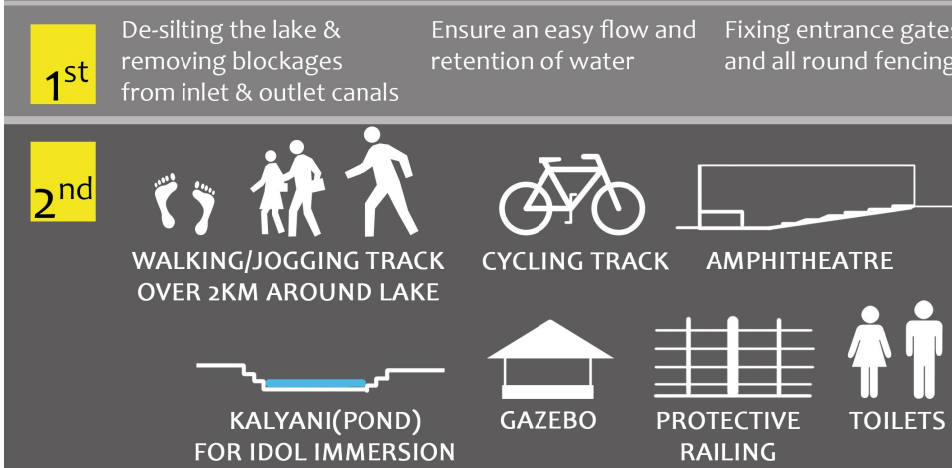 1st
De-silting the lake &
removing blockages
from inlet & outlet canals
Ensure an easy flow and
retention of water
Fixing entrance gates
and all round fencing
2nd
WALKING/JOGGING TRACK
OVER 2KM AROUND LAKE
CYCLING TRACK
AMPHITHEATRE
KALYANI(POND)
FOR IDOL IMMERSION
GAZEBO
PROTECTIVE
RAILING
TOILETS